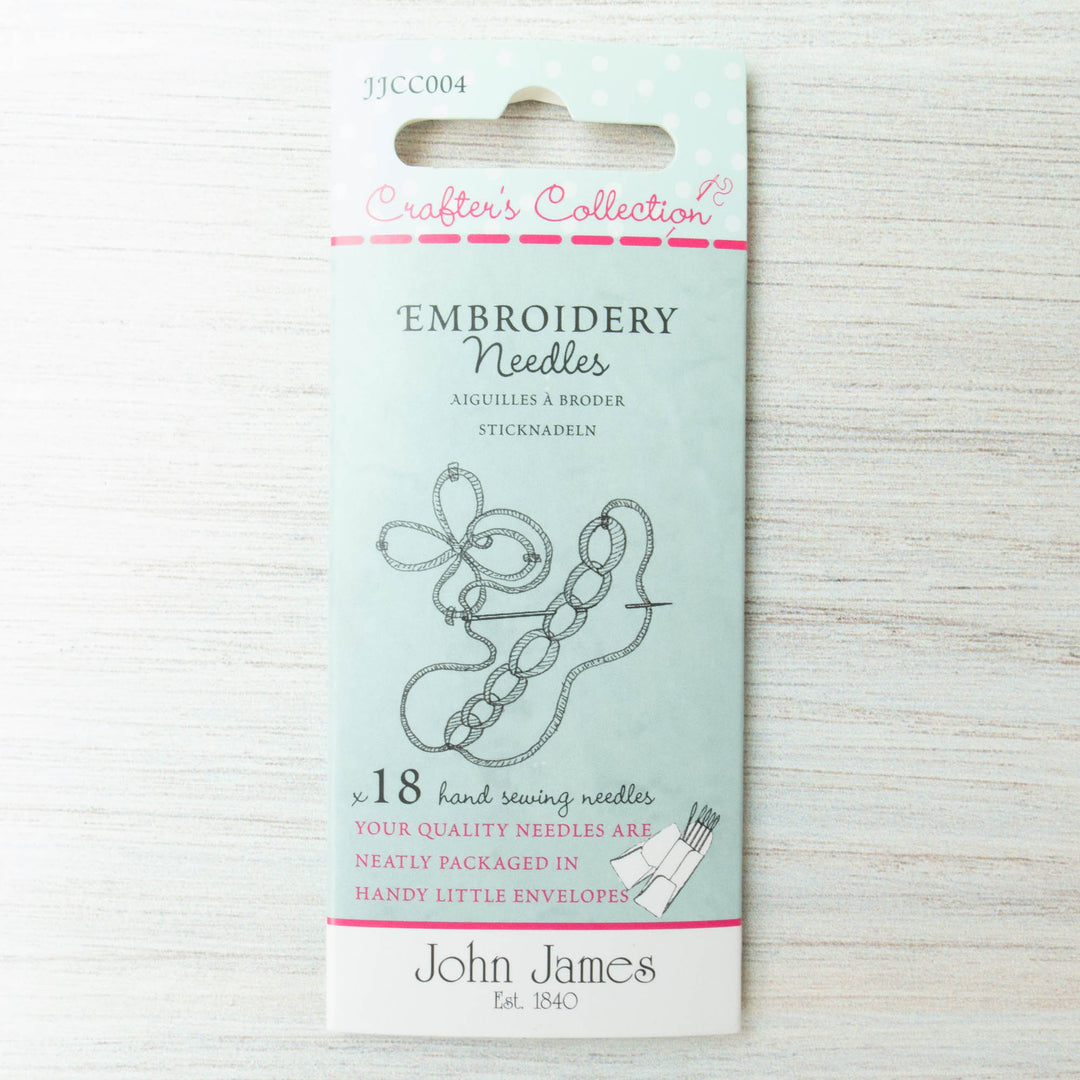 JJCC004
Crafter's Collection
EMBROIDERY
Needles
AIGUILLES À BRODER
STICKNADELN
x18 hand sewing needles
YOUR QUALITY NEEDLES ARE
NEATLY PACKAGED IN
HANDY LITTLE ENVELOPES
John James
Est. 1840